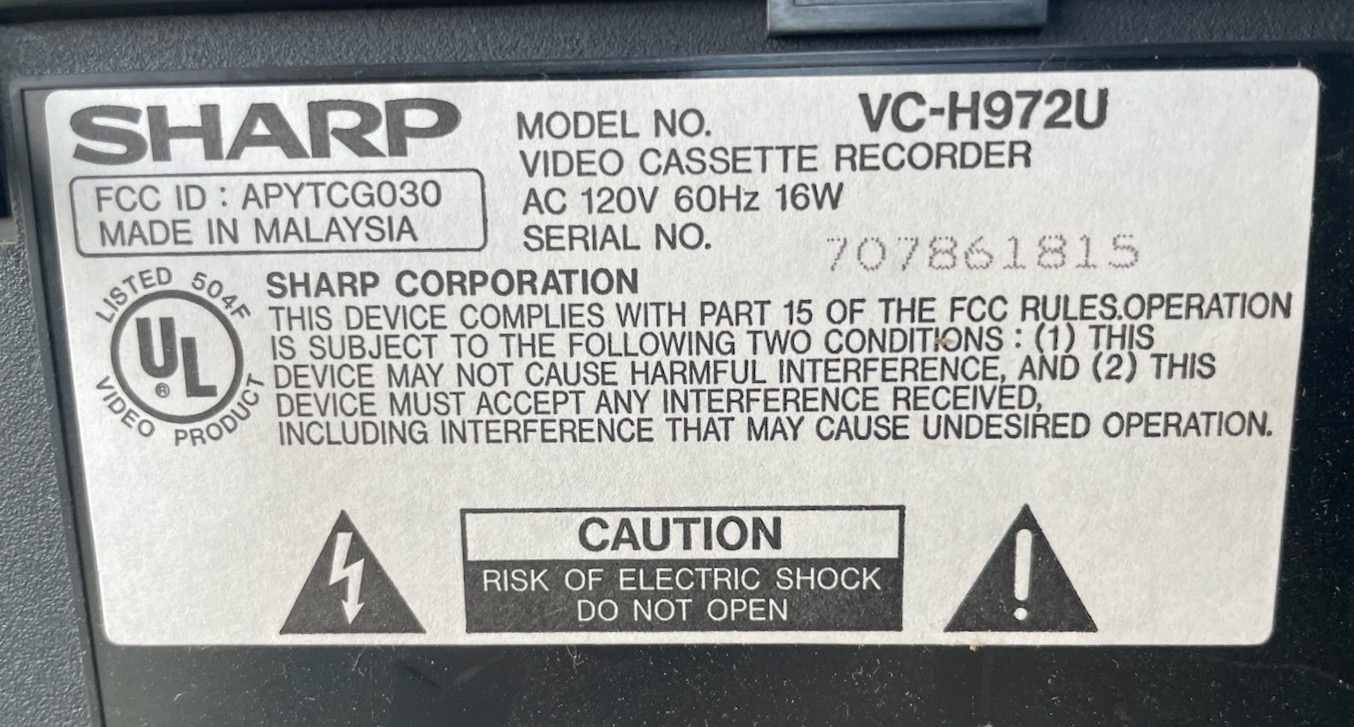 SHARP
FCC ID : APYTCG030
MADE IN MALAYSIA
MODEL NO. VC-H972U
VIDEO CASSETTE RECORDER
AC 120V 60Hz 16W
SERIAL NO. 707861815
LISTED 504F
UL
®
VIDEO PRODUCT
SHARP CORPORATION
THIS DEVICE COMPLIES WITH PART 15 OF THE FCC RULES.OPERATION
IS SUBJECT TO THE FOLLOWING TWO CONDITIONS : (1) THIS
DEVICE MAY NOT CAUSE HARMFUL INTERFERENCE, AND (2) THIS
DEVICE MUST ACCEPT ANY INTERFERENCE RECEIVED,
INCLUDING INTERFERENCE THAT MAY CAUSE UNDESIRED OPERATION.
CAUTION
RISK OF ELECTRIC SHOCK
DO NOT OPEN
!